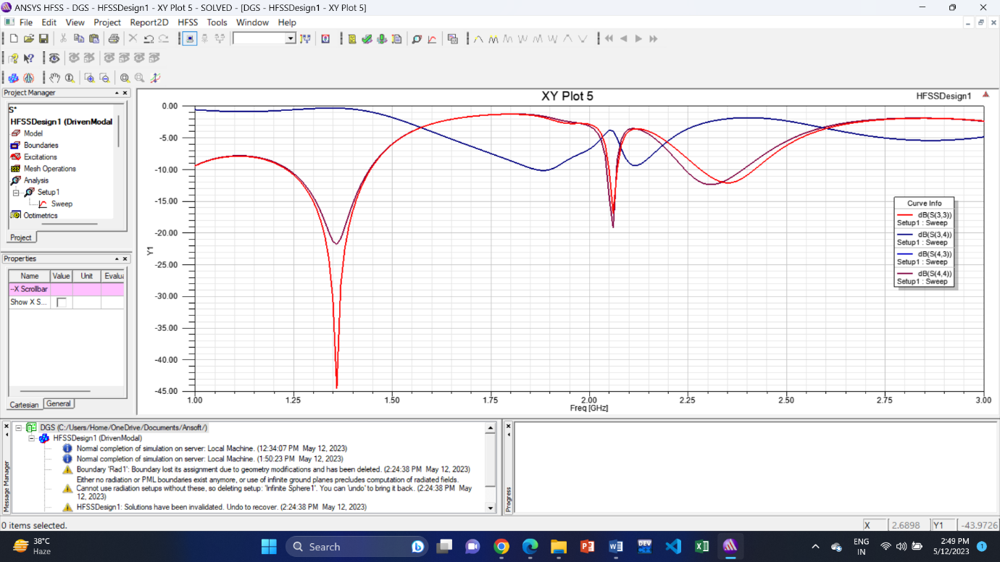 ANSYS HFSS - DGS - HFSSDesign1 - XY Plot 5 - SOLVED - [DGS - HFSSDesign1 - XY Plot 5]
File Edit View Project Report2D HFSS Tools Window Help
Project Manager
S*
HFSSDesign1 (DrivenModal
Model
Boundaries
Excitations
Mesh Operations
Analysis
Setup1
Sweep
Optimetrics
Project
Properties
Name Value Unit Evalua
--X Scrollbar
Show X S...
Cartesian General
XY Plot 5
HFSSDesign1
Y1
0.00
-5.00
-10.00
-15.00
-20.00
-25.00
-30.00
-35.00
-40.00
-45.00
1.00 1.25 1.50 1.75 2.00 2.25 2.50 2.75 3.00
Freq [GHz]
Curve Info
dB(S(3,3))
Setup1 : Sweep
dB(S(3,4))
Setup1 : Sweep
dB(S(4,3))
Setup1 : Sweep
dB(S(4,4))
Setup1 : Sweep
Message Manager
DGS (C:/Users/Home/OneDrive/Documents/Ansoft/)
HFSSDesign1 (DrivenModal)
Normal completion of simulation on server: Local Machine. (12:34:07 PM May 12, 2023)
Normal completion of simulation on server: Local Machine. (1:50:23 PM May 12, 2023)
Boundary 'Rad1': Boundary lost its assignment due to geometry modifications and has been deleted. (2:24:38 PM May 12, 2023)
Either no radiation or PML boundaries exist anymore, or use of infinite ground planes precludes computation of radiated fields.
Cannot use radiation setups without these, so deleting setup: 'Infinite Sphere1'. You can 'undo' to bring it back. (2:24:38 PM May
12, 2023)
HFSSDesign1: Solutions have been invalidated. Undo to recover. (2:24:38 PM May 12, 2023)
Progress
0 items selected.
X 2.6898 Y1 -43.9726
38°C
Haze
Search
DEV
ENG
IN
2:49 PM
5/12/2023
1